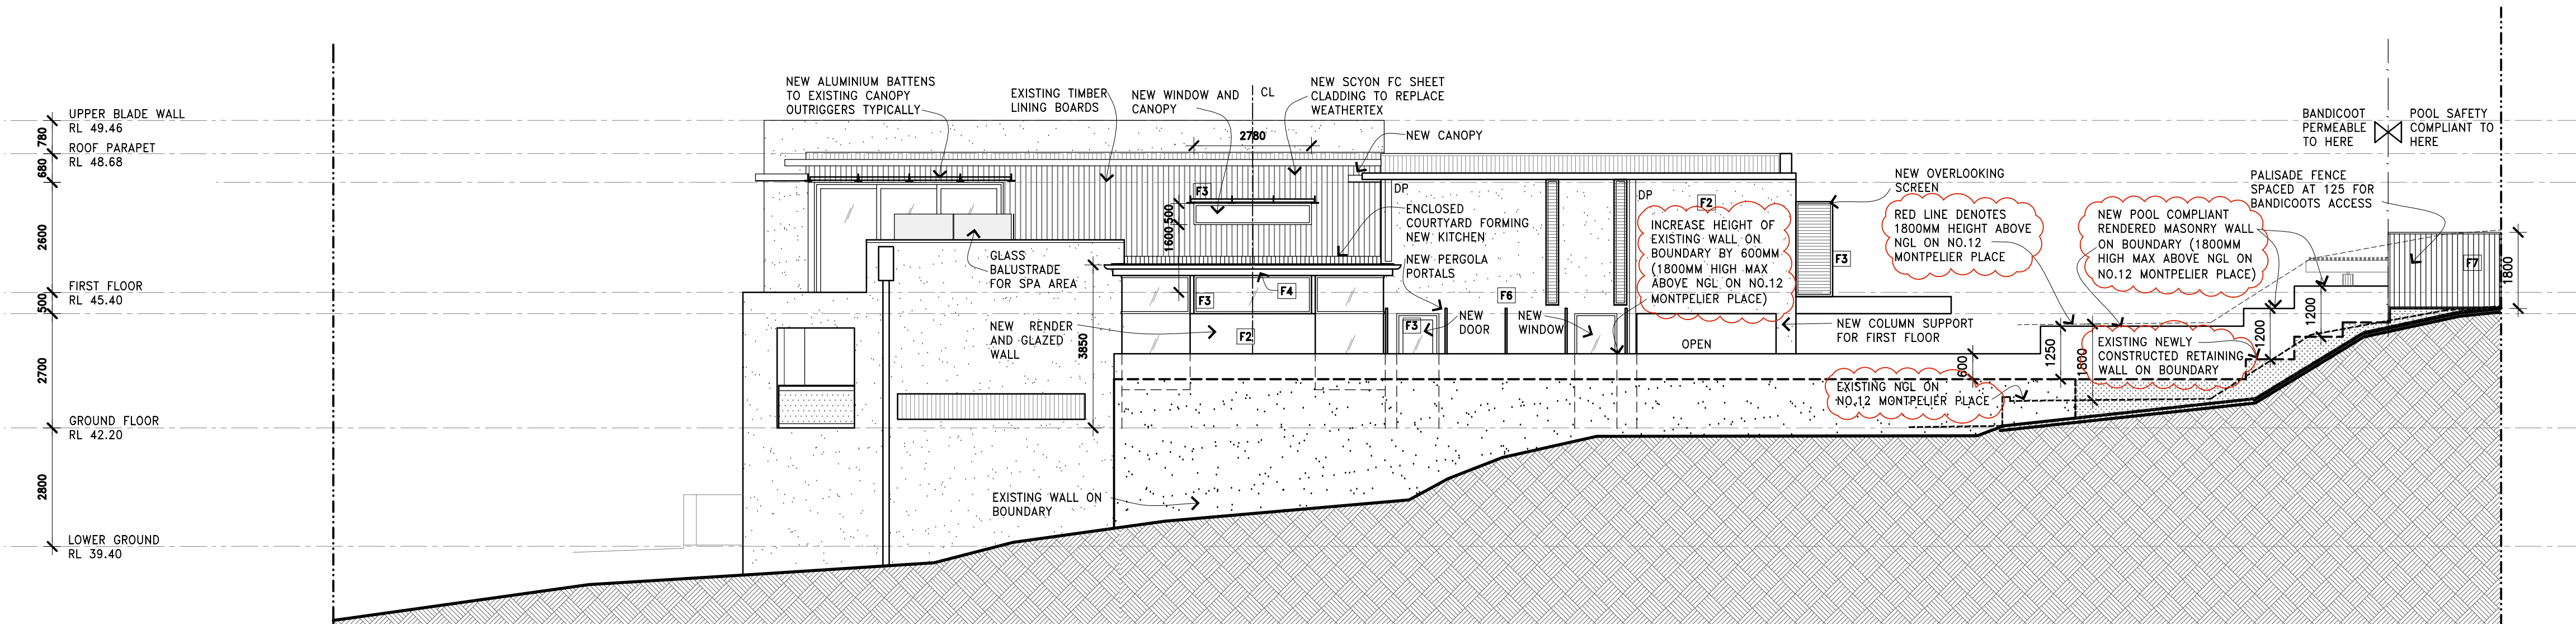 UPPER BLADE WALL
RL 49.46
780
ROOF PARAPET
RL 48.68
680
2600
FIRST FLOOR
RL 45.40
500
2700
GROUND FLOOR
RL 42.20
2800
LOWER GROUND
RL 39.40
NEW ALUMINIUM BATTENS
TO EXISTING CANOPY
OUTRIGGERS TYPICALLY
EXISTING TIMBER
LINING BOARDS
NEW WINDOW AND
CANOPY
CL
2780
NEW SCYON FC SHEET
CLADDING TO REPLACE
WEATHERTEX
NEW CANOPY
F3
500
1600
DP
ENCLOSED
COURTYARD FORMING
NEW KITCHEN
GLASS
BALUSTRADE
FOR SPA AREA
NEW PERGOLA
PORTALS
F4
F3
F6
NEW RENDER
AND GLAZED
WALL
3850
F2
F3
NEW
DOOR
NEW
WINDOW
EXISTING WALL ON
BOUNDARY
DP
F2
INCREASE HEIGHT OF
EXISTING WALL ON
BOUNDARY BY 600MM
(1800MM HIGH MAX
ABOVE NGL ON NO.12
MONTPELIER PLACE)
OPEN
F3
NEW OVERLOOKING
SCREEN
RED LINE DENOTES
1800MM HEIGHT ABOVE
NGL ON NO.12
MONTPELIER PLACE
NEW COLUMN SUPPORT
FOR FIRST FLOOR
600
1250
1800
EXISTING NGL ON
NO.12 MONTPELIER PLACE
NEW POOL COMPLIANT
RENDERED MASONRY WALL
ON BOUNDARY (1800MM
HIGH MAX ABOVE NGL ON
NO.12 MONTPELIER PLACE)
EXISTING NEWLY
CONSTRUCTED RETAINING
WALL ON BOUNDARY
1200
1200
PALISADE FENCE
SPACED AT 125 FOR
BANDICOOTS ACCESS
BANDICOOT
PERMEABLE
TO HERE
POOL SAFETY
COMPLIANT TO
HERE
F7
1800